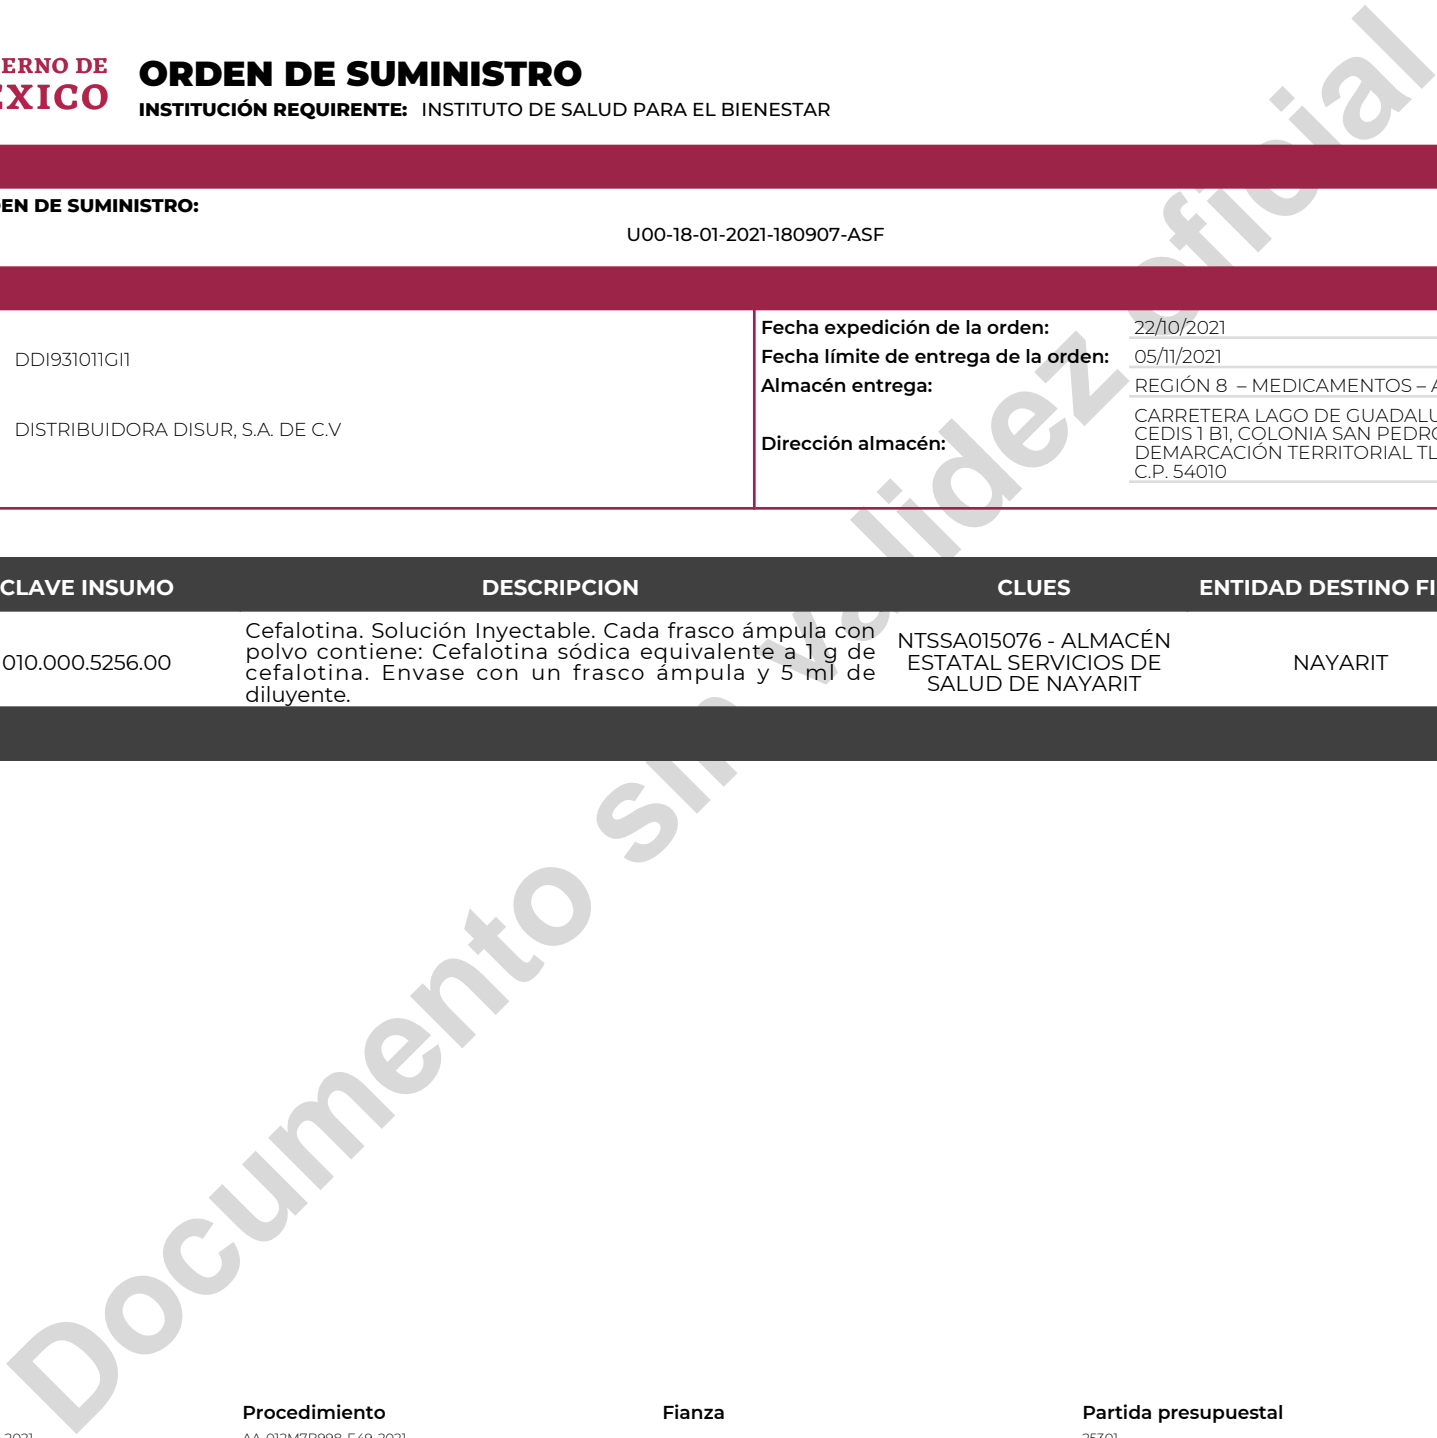 ERNO DE
ORDEN DE SUMINISTRO
INSTITUCIÓN REQUIRENTE: INSTITUTO DE SALUD PARA EL BIENESTAR
EN DE SUMINISTRO:
U00-18-01-2021-180907-ASF
DDI931011GI1
DISTRIBUIDORA DISUR, S.A. DE C.V
Fecha expedición de la orden: 22/10/2021
Fecha límite de entrega de la orden: 05/11/2021
Almacén entrega: REGIÓN 8 – MEDICAMENTOS –
Dirección almacén:
CARRETERA LAGO DE GUADALU
CEDIS 1 B1, COLONIA SAN PEDRO
DEMARCACIÓN TERRITORIAL TL
C.P. 54010
CLAVE INSUMO DESCRIPCION CLUES ENTIDAD DESTINO FI
010.000.5256.00
Cefalotina. Solución Inyectable. Cada frasco ámpula con
polvo contiene: Cefalotina sódica equivalente a 1 g de
cefalotina. Envase con un frasco ámpula y 5 ml de
diluyente.
NTSSA015076 - ALMACÉN
ESTATAL SERVICIOS DE
SALUD DE NAYARIT
NAYARIT
Documento sin validez oficial
Procedimiento Fianza Partida presupuestal